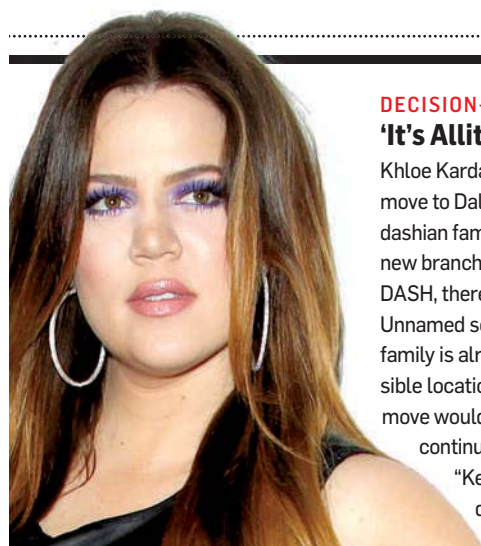 DECISION-
‘It’s Allit
Khloe Karda
move to Dal
dashian fam
new branch
DASH, there
Unnamed so
family is alr
sible locatio
move would
continu
“Ke